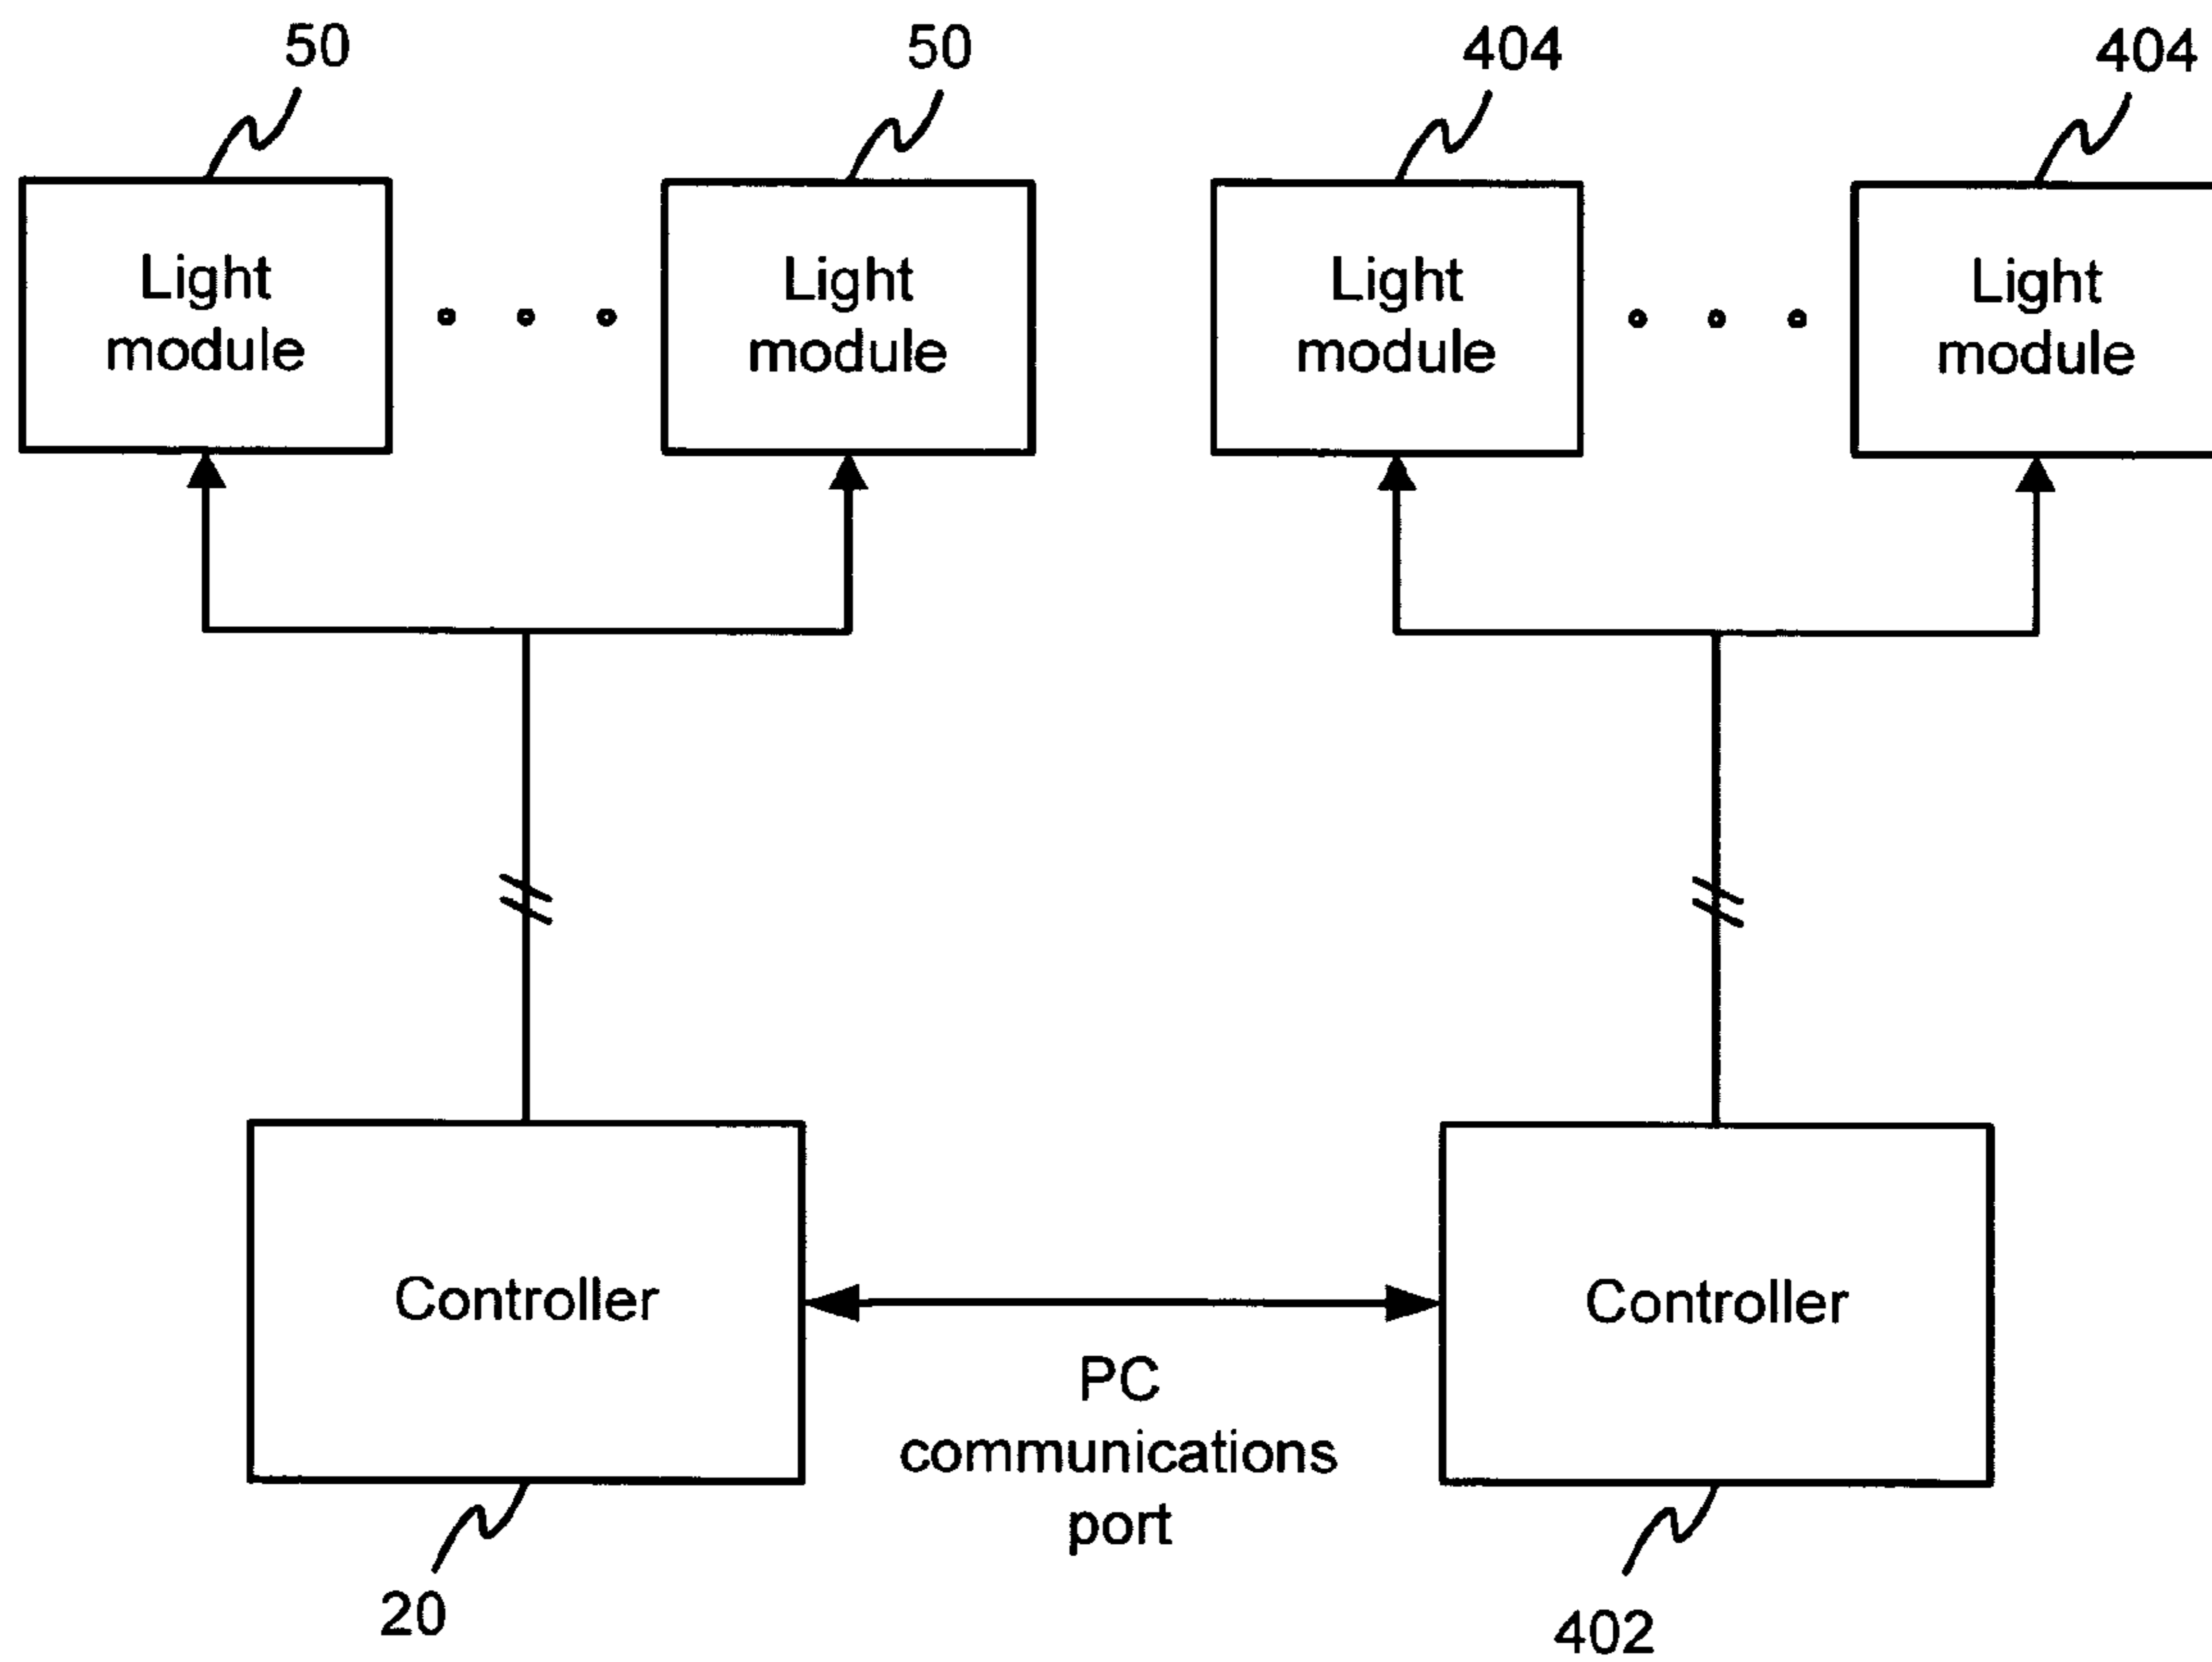 50
50
404
404
Light
module
Light
module
Light
module
Light
module
Controller
Controller
PC
communications
port
20
402